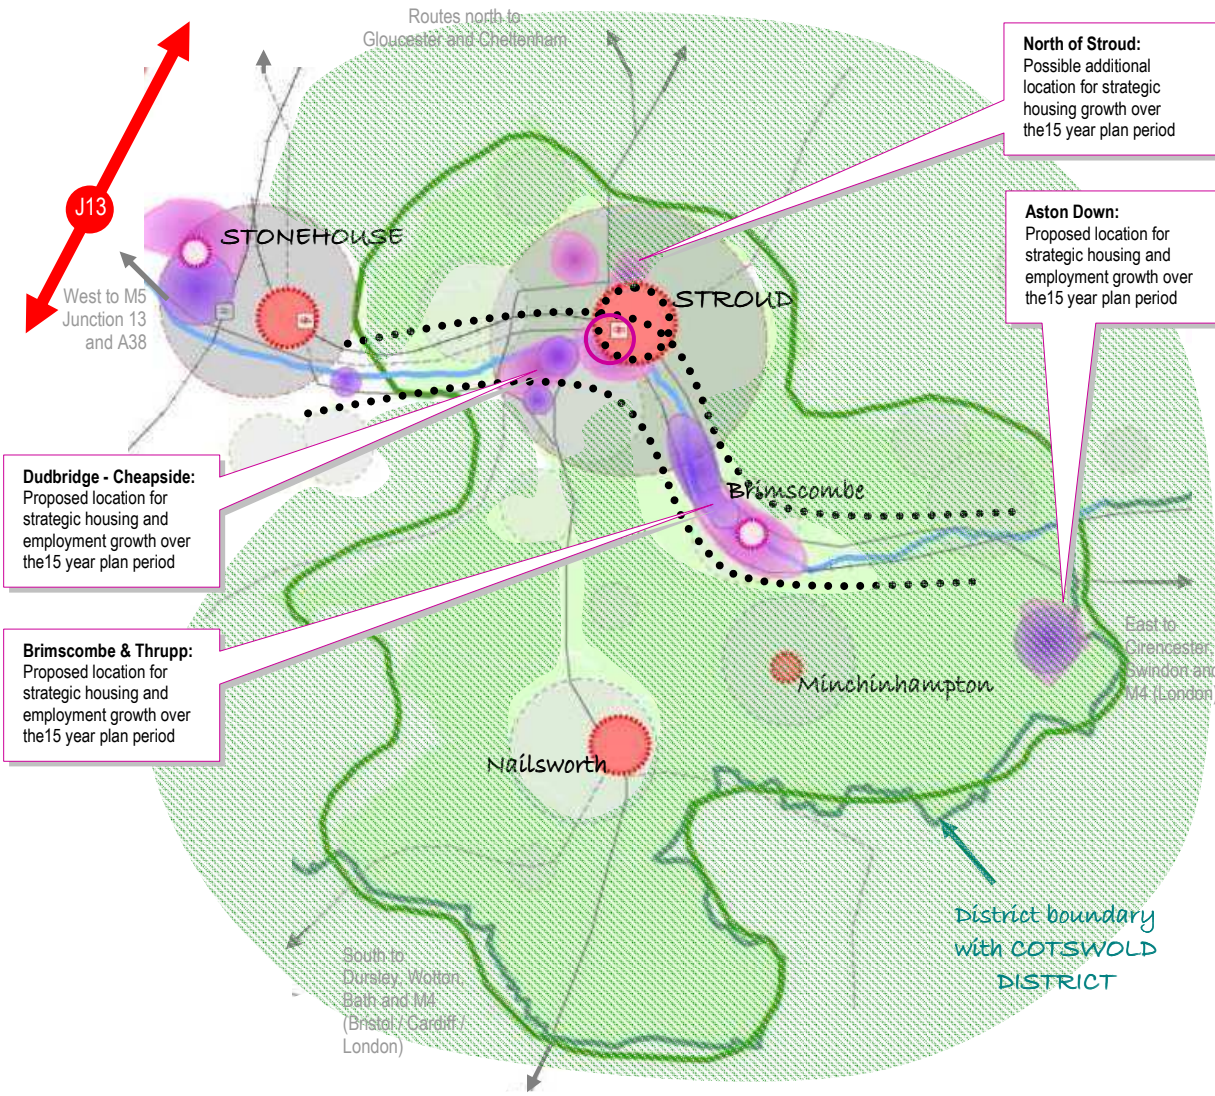 Routes north to
Gloucester and Cheltenham
North of Stroud:
Possible additional
location for strategic
housing growth over
the15 year plan period
J13
STONEHOUSE
Aston Down:
Proposed location for
strategic housing and
employment growth over
the15 year plan period
West to M5
Junction 13
and A38
STROUD
Dudbridge - Cheapside:
Proposed location for
strategic housing and
employment growth over
the15 year plan period
Brimscombe
Brimscombe & Thrupp:
Proposed location for
strategic housing and
employment growth over
the15 year plan period
East to
Cirencester,
Swindon and
M4 (London
Minchinhampton
Nailsworth
District boundary
with COTSWOLD
DISTRICT
South to
Dursley, Wotton,
Bath and M4
(Bristol / Cardiff /
London)